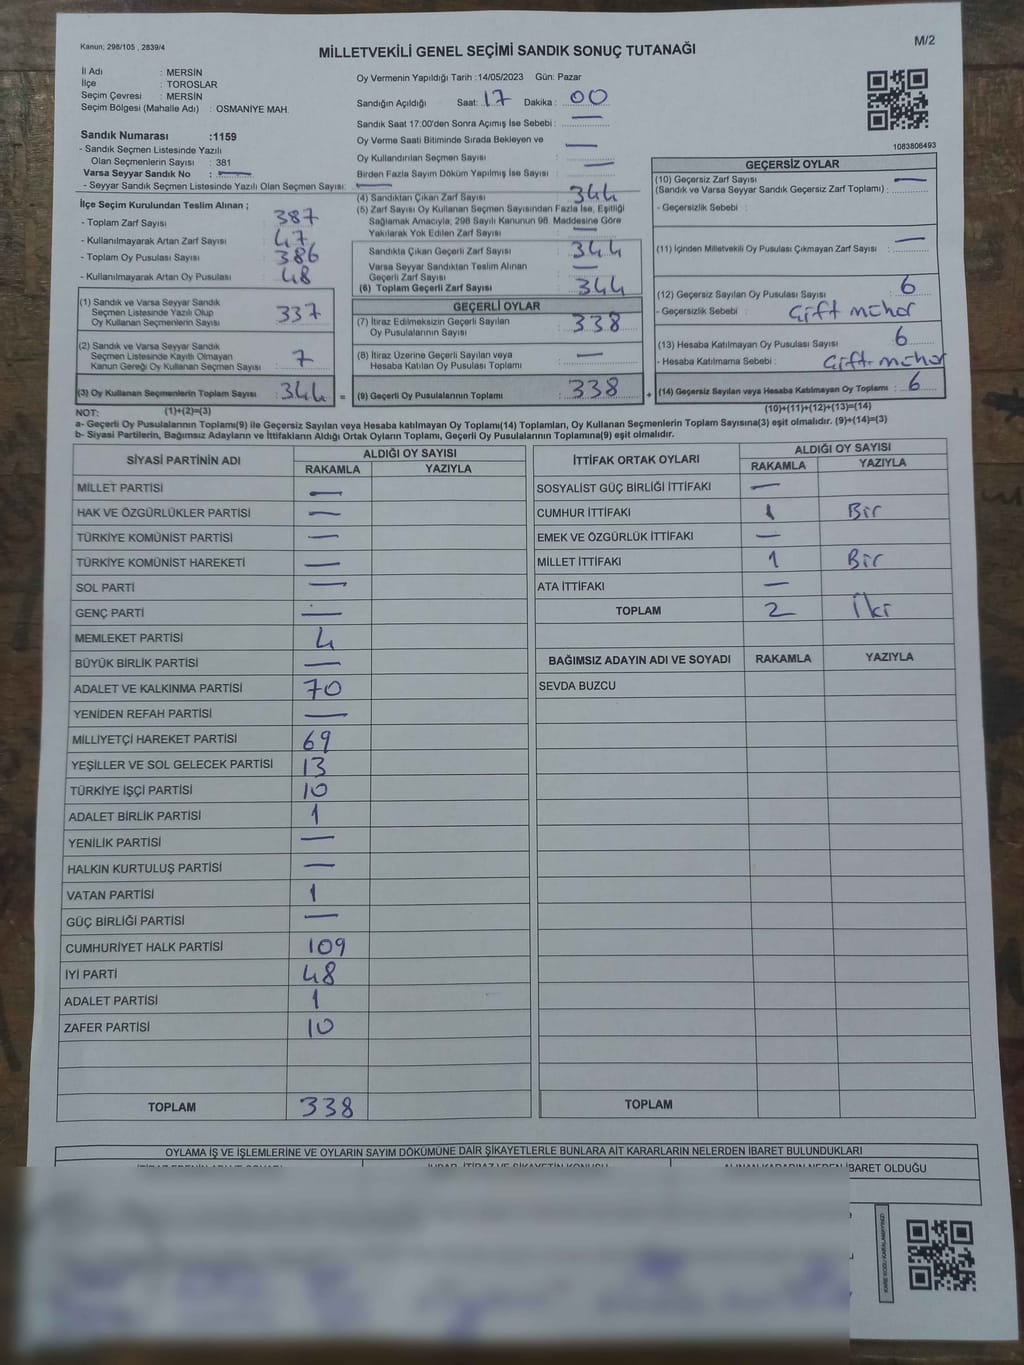 Kanun; 298/105 , 2839/4
M/2
MİLLETVEKİLİ GENEL SEÇİMİ SANDIK SONUÇ TUTANAĞI
İl Adı : MERSİN
İlçe : TOROSLAR
Seçim Çevresi : MERSİN
Seçim Bölgesi (Mahalle Adı) : OSMANİYE MAH.
Sandık Numarası :1159
- Sandık Seçmen Listesinde Yazılı
Olan Seçmenlerin Sayısı : 381
Varsa Seyyar Sandık No : —
- Seyyar Sandık Seçmen Listesinde Yazılı Olan Seçmen Sayısı: —
Oy Vermenin Yapıldığı Tarih :14/05/2023 Gün: Pazar
Sandığın Açıldığı Saat: 17 Dakika : 00
Sandık Saat 17:00'den Sonra Açımış İse Sebebi : —
Oy Verme Saati Bitiminde Sırada Bekleyen ve
Oy Kullandırılan Seçmen Sayısı —
Birden Fazla Sayım Döküm Yapılmış İse Sayısı : —
1083806493
İlçe Seçim Kurulundan Teslim Alınan ;
- Toplam Zarf Sayısı 387
- Kullanılmayarak Artan Zarf Sayısı 47
- Toplam Oy Pusulası Sayısı 386
- Kullanılmayarak Artan Oy Pusulası 48
(1) Sandık ve Varsa Seyyar Sandık
Seçmen Listesinde Yazılı Olup
Oy Kullanan Seçmenlerin Sayısı 337
(2) Sandık ve Varsa Seyyar Sandık
Seçmen Listesinde Kayıtlı Olmayan
Kanun Gereği Oy Kullanan Seçmen Sayısı 7
(3) Oy Kullanan Seçmenlerin Toplam Sayısı : 344 =
(4) Sandıktan Çıkan Zarf Sayısı 344
(5) Zarf Sayısı Oy Kullanan Seçmen Sayısından Fazla İse, Eşitliği
Sağlamak Amacıyla, 298 Sayılı Kanunun 98. Maddesine Göre
Yakılarak Yok Edilen Zarf Sayısı —
Sandıkta Çıkan Geçerli Zarf Sayısı 344
Varsa Seyyar Sandıktan Teslim Alınan
Geçerli Zarf Sayısı —
(6) Toplam Geçerli Zarf Sayısı 344
GEÇERLİ OYLAR
(7) İtiraz Edilmeksizin Geçerli Sayılan
Oy Pusulalarının Sayısı : 338
(8) İtiraz Üzerine Geçerli Sayılan veya
Hesaba Katılan Oy Pusulası Toplamı —
(9) Geçerli Oy Pusulalarının Toplamı : 338 +
GEÇERSİZ OYLAR
(10) Geçersiz Zarf Sayısı
(Sandık ve Varsa Seyyar Sandık Geçersiz Zarf Toplamı) : —
- Geçersizlik Sebebi :
(11) İçinden Milletvekili Oy Pusulası Çıkmayan Zarf Sayısı : —
(12) Geçersiz Sayılan Oy Pusulası Sayısı 6
- Geçersizlik Sebebi : Çift mühür
(13) Hesaba Katılmayan Oy Pusulası Sayısı 6
- Hesaba Katılmama Sebebi : Çift mühür
(14) Geçersiz Sayılan veya Hesaba Katılmayan Oy Toplamı : 6
NOT: (1)+(2)=(3) (10)+(11)+(12)+(13)=(14)
a- Geçerli Oy Pusulalarının Toplamı(9) ile Geçersiz Sayılan veya Hesaba katılmayan Oy Toplamı(14) Toplamları, Oy Kullanan Seçmenlerin Toplam Sayısına(3) eşit olmalıdır. (9)+(14)=(3)
b- Siyasi Partilerin, Bağımsız Adayların ve İttifakların Aldığı Ortak Oyların Toplamı, Geçerli Oy Pusulalarının Toplamına(9) eşit olmalıdır.
SİYASİ PARTİNİN ADI ALDIĞI OY SAYISI
RAKAMLA YAZIYLA
MİLLET PARTİSİ —
HAK VE ÖZGÜRLÜKLER PARTİSİ —
TÜRKİYE KOMÜNİST PARTİSİ —
TÜRKİYE KOMÜNİST HAREKETİ —
SOL PARTİ —
GENÇ PARTİ —
MEMLEKET PARTİSİ 4
BÜYÜK BİRLİK PARTİSİ —
ADALET VE KALKINMA PARTİSİ 70
YENİDEN REFAH PARTİSİ —
MİLLİYETÇİ HAREKET PARTİSİ 69
YEŞİLLER VE SOL GELECEK PARTİSİ 13
TÜRKİYE İŞÇİ PARTİSİ 10
ADALET BİRLİK PARTİSİ 1
YENİLİK PARTİSİ —
HALKIN KURTULUŞ PARTİSİ —
VATAN PARTİSİ 1
GÜÇ BİRLİĞİ PARTİSİ —
CUMHURİYET HALK PARTİSİ 109
İYİ PARTİ 48
ADALET PARTİSİ 1
ZAFER PARTİSİ 10
TOPLAM 338
İTTİFAK ORTAK OYLARI ALDIĞI OY SAYISI
RAKAMLA YAZIYLA
SOSYALİST GÜÇ BİRLİĞİ İTTİFAKI —
CUMHUR İTTİFAKI 1 Bir
EMEK VE ÖZGÜRLÜK İTTİFAKI —
MİLLET İTTİFAKI 1 Bir
ATA İTTİFAKI —
TOPLAM 2 İki
BAĞIMSIZ ADAYIN ADI VE SOYADI RAKAMLA YAZIYLA
SEVDA BUZCU
TOPLAM
OYLAMA İŞ VE İŞLEMLERİNE VE OYLARIN SAYIM DÖKÜMÜNE DAİR ŞİKAYETLERLE BUNLARA AİT KARARLARIN NELERDEN İBARET BULUNDUKLARI
İBARET OLDUĞU